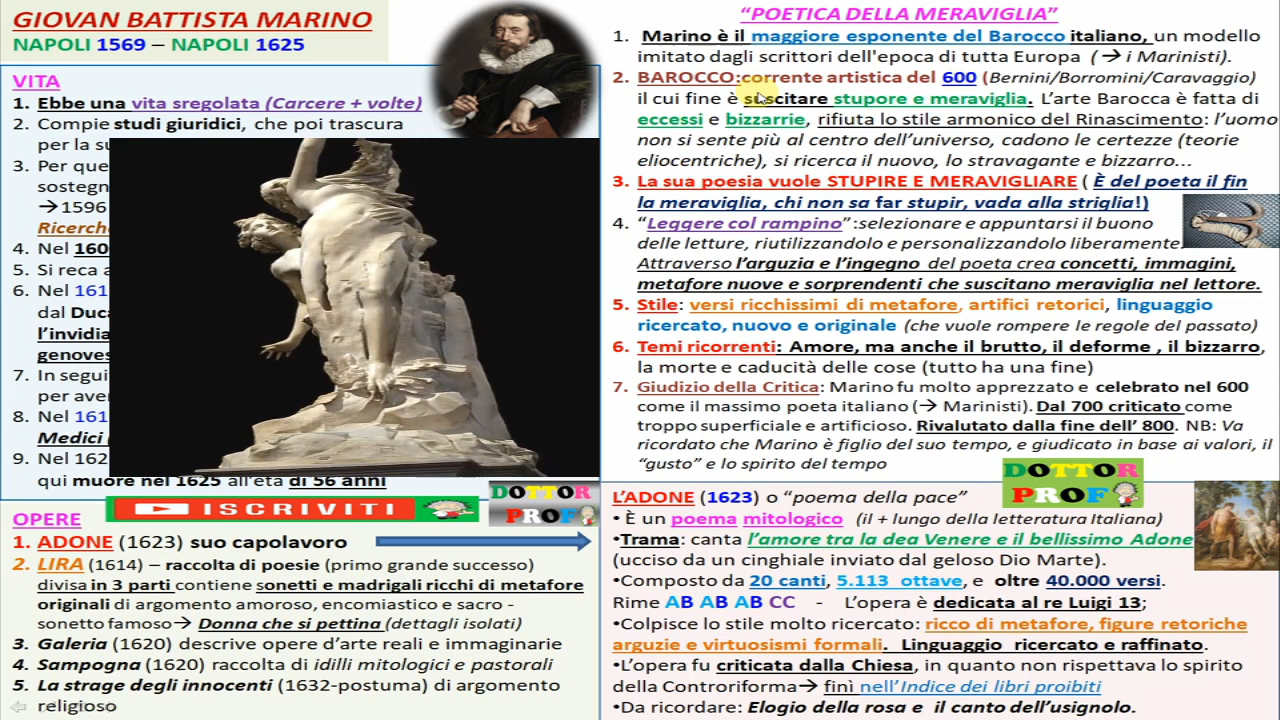 GIOVAN BATTISTA MARINO
NAPOLI 1569 – NAPOLI 1625
VITA
1. Ebbe una vita sregolata (Carcere + volte)
2. Compie studi giuridici, che poi trascura
per la su
3. Per que
sostegn
→1596
Ricerch
4. Nel 160
5. Si reca a
6. Nel 161
dal Duca
l'invidia
genoves
7. In segui
per aver
8. Nel 161
Medici
9. Nel 162
qui muore nel 1625 all'età di 56 anni
ISCRIVITI
DOTTOR
PROF
OPERE
1. ADONE (1623) suo capolavoro
2. LIRA (1614) – raccolta di poesie (primo grande successo)
divisa in 3 parti contiene sonetti e madrigali ricchi di metafore
originali di argomento amoroso, encomiastico e sacro -
sonetto famoso→ Donna che si pettina (dettagli isolati)
3. Galeria (1620) descrive opere d'arte reali e immaginarie
4. Sampogna (1620) raccolta di idilli mitologici e pastorali
5. La strage degli innocenti (1632-postuma) di argomento
religioso
"POETICA DELLA MERAVIGLIA"
1. Marino è il maggiore esponente del Barocco italiano, un modello
imitato dagli scrittori dell'epoca di tutta Europa (→ i Marinisti).
2. BAROCCO:corrente artistica del 600 (Bernini/Borromini/Caravaggio)
il cui fine è suscitare stupore e meraviglia. L'arte Barocca è fatta di
eccessi e bizzarrie, rifiuta lo stile armonico del Rinascimento: l'uomo
non si sente più al centro dell'universo, cadono le certezze (teorie
eliocentriche), si ricerca il nuovo, lo stravagante e bizzarro...
3. La sua poesia vuole STUPIRE E MERAVIGLIARE ( È del poeta il fin
la meraviglia, chi non sa far stupir, vada alla striglia!)
4. "Leggere col rampino":selezionare e appuntarsi il buono
delle letture, riutilizzandolo e personalizzandolo liberamente.
Attraverso l'arguzia e l'ingegno del poeta crea concetti, immagini,
metafore nuove e sorprendenti che suscitano meraviglia nel lettore.
5. Stile: versi ricchissimi di metafore, artifici retorici, linguaggio
ricercato, nuovo e originale (che vuole rompere le regole del passato)
6. Temi ricorrenti: Amore, ma anche il brutto, il deforme , il bizzarro,
la morte e caducità delle cose (tutto ha una fine)
7. Giudizio della Critica: Marino fu molto apprezzato e celebrato nel 600
come il massimo poeta italiano (→ Marinisti). Dal 700 criticato come
troppo superficiale e artificioso. Rivalutato dalla fine dell' 800. NB: Va
ricordato che Marino è figlio del suo tempo, e giudicato in base ai valori, il
"gusto" e lo spirito del tempo
DOTTOR
PROF
L'ADONE (1623) o "poema della pace"
•È un poema mitologico (il + lungo della letteratura Italiana)
•Trama: canta l'amore tra la dea Venere e il bellissimo Adone
(ucciso da un cinghiale inviato dal geloso Dio Marte).
•Composto da 20 canti, 5.113 ottave, e oltre 40.000 versi.
Rime AB AB AB CC - L'opera è dedicata al re Luigi 13;
•Colpisce lo stile molto ricercato: ricco di metafore, figure retoriche
arguzie e virtuosismi formali. Linguaggio ricercato e raffinato.
•L'opera fu criticata dalla Chiesa, in quanto non rispettava lo spirito
della Controriforma→ finì nell'Indice dei libri proibiti
•Da ricordare: Elogio della rosa e il canto dell'usignolo.